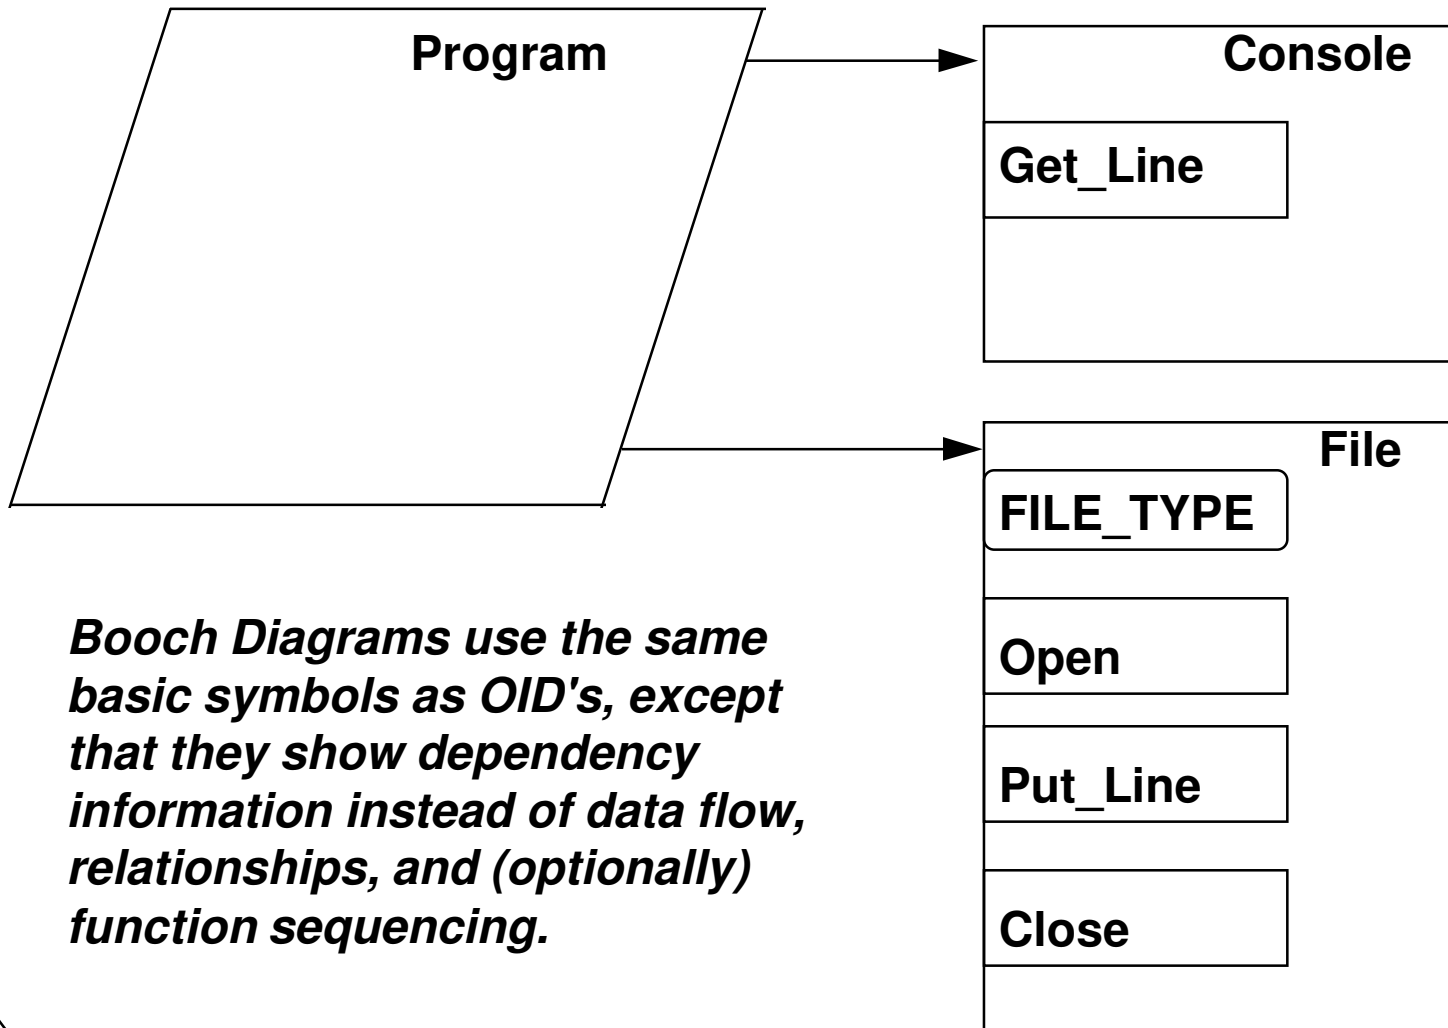 Program
Console
Get_Line
File
FILE_TYPE
Open
Put_Line
Close
Booch Diagrams use the same
basic symbols as OID's, except
that they show dependency
information instead of data flow,
relationships, and (optionally)
function sequencing.